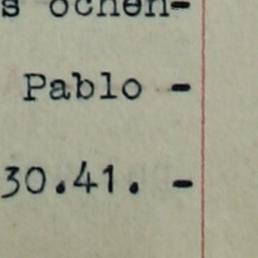 s ochen-
Pablo -
30.41. -